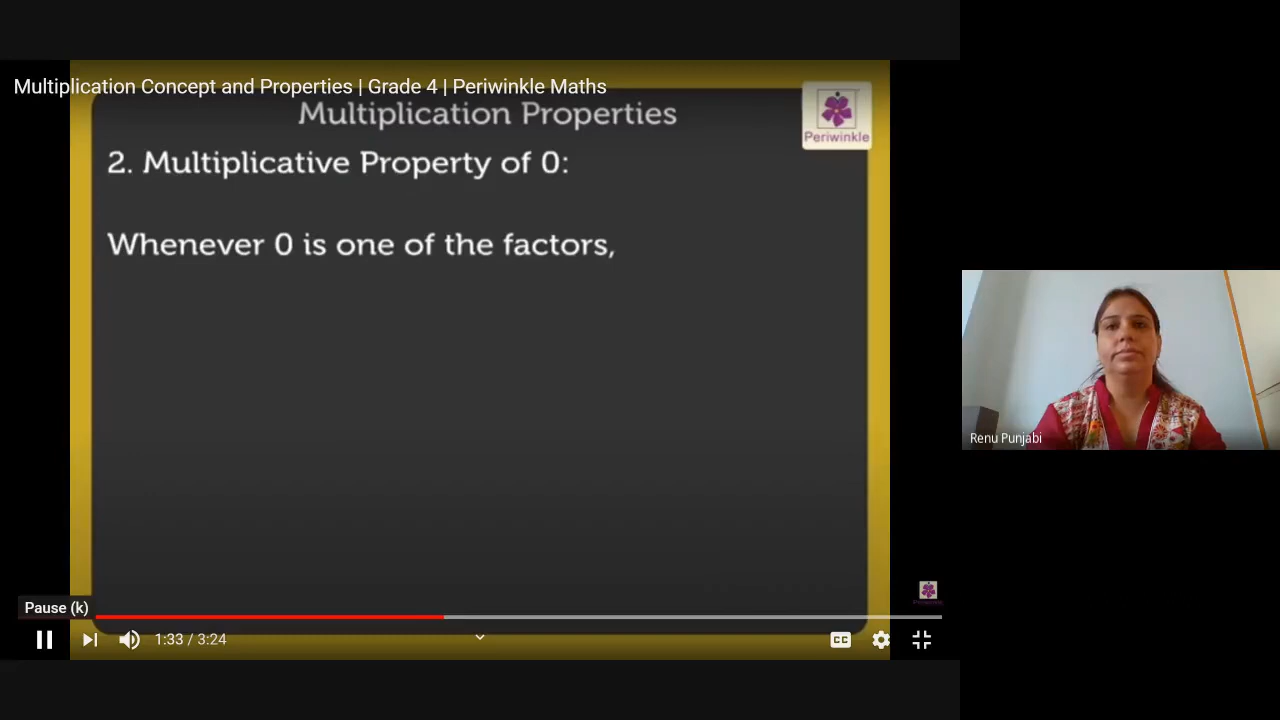 Multiplication Concept and Properties | Grade 4 | Periwinkle Maths
Multiplication Properties
Periwinkle
2. Multiplicative Property of 0:
Whenever 0 is one of the factors,
Renu Punjabi
Pause (k)
1:33 / 3:24
CC